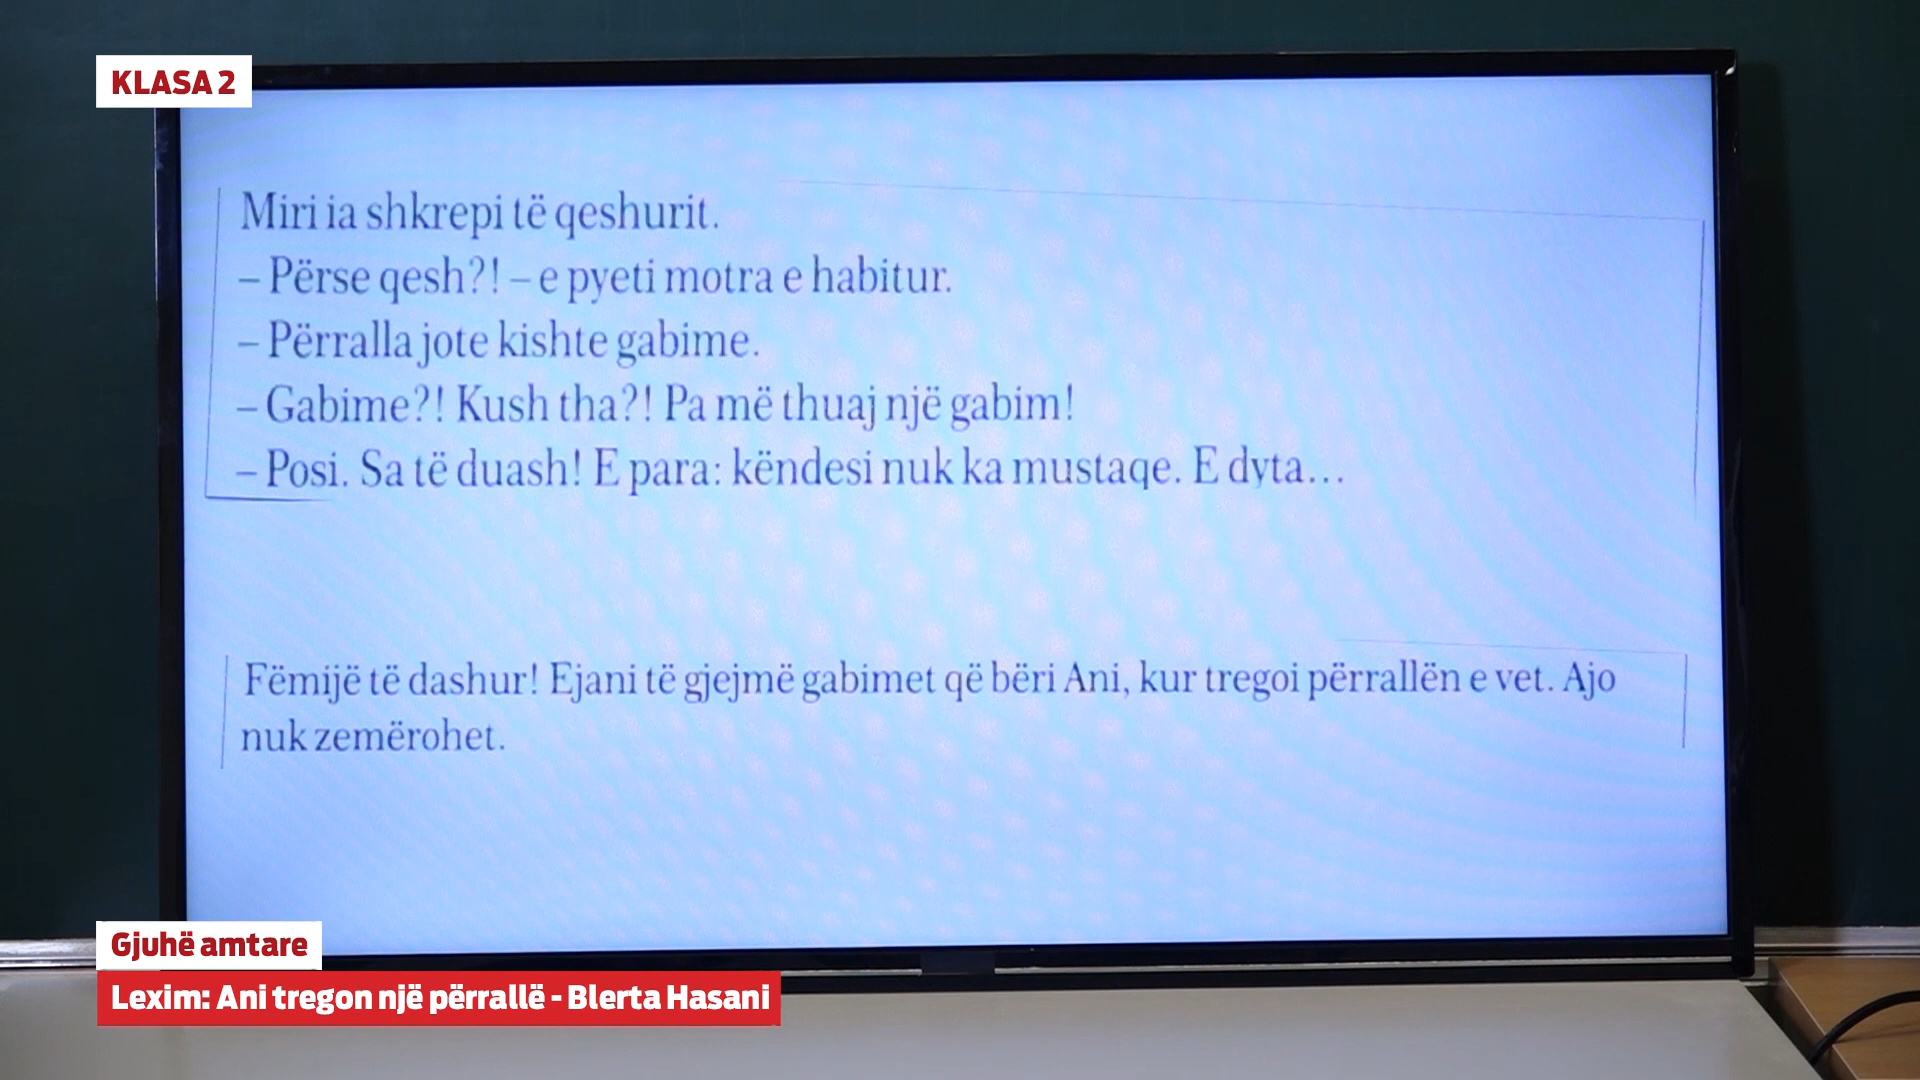 KLASA 2
Miri ia shkrepi të qeshurit.
– Përse qesh?! – e pyeti motra e habitur.
– Përralla jote kishte gabime.
– Gabime?! Kush tha?! Pa më thuaj një gabim!
– Posi. Sa të duash! E para: këndesi nuk ka mustaqe. E dyta...
Fëmijë të dashur! Ejani të gjejmë gabimet që bëri Ani, kur tregoi përrallën e vet. Ajo
nuk zemërohet.
Gjuhë amtare
Lexim: Ani tregon një përrallë - Blerta Hasani